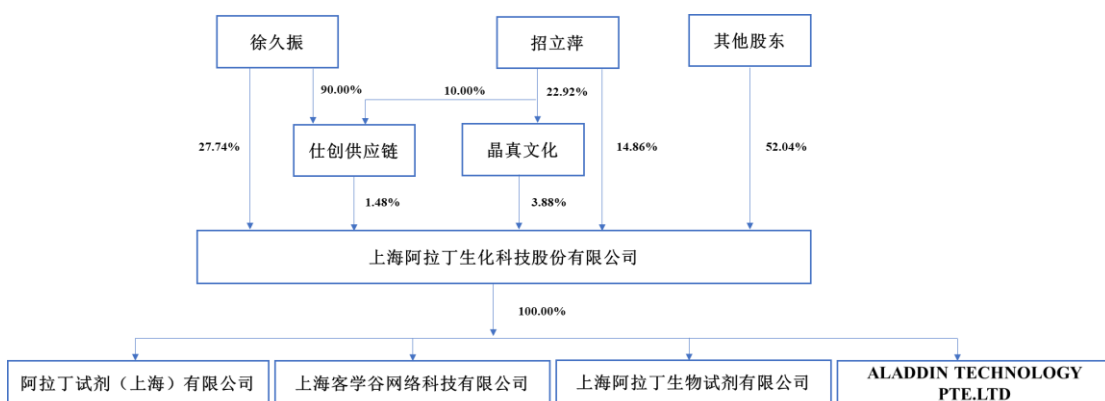 徐久振
招立萍
其他股东
90.00%
10.00%
22.92%
27.74%
仕创供应链
晶真文化
14.86%
52.04%
1.48%
3.88%
上海阿拉丁生化科技股份有限公司
100.00%
阿拉丁试剂（上海）有限公司
上海客学谷网络科技有限公司
上海阿拉丁生物试剂有限公司
ALADDIN TECHNOLOGY
PTE.LTD